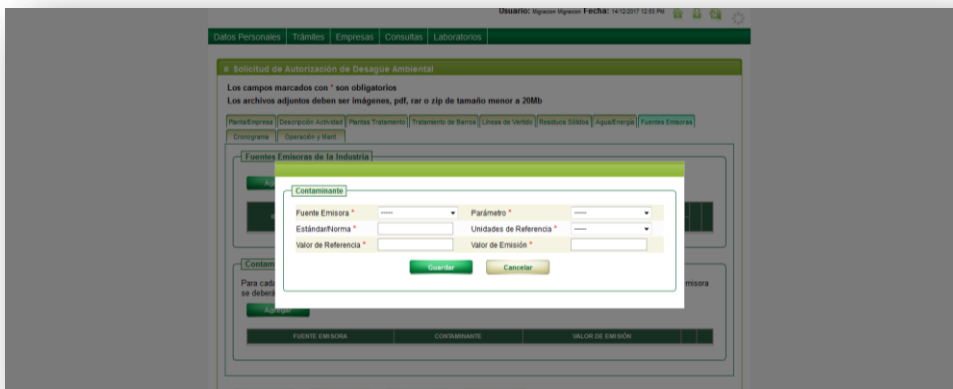 Usuario: Migracion Migracion Fecha: 14/12/2017 12:53 PM
Datos Personales Trámites Empresas Consultas Laboratorios
Solicitud de Autorización de Desagüe Ambiental
Los campos marcados con * son obligatorios
Los archivos adjuntos deben ser imágenes, pdf, rar o zip de tamaño menor a 20Mb
Planta/Empresa Descripción Actividad Plantas Tratamiento Tratamiento de Barros Líneas de Vertido Residuos Sólidos Agua/Energía Fuentes Emisoras
Cronograma Operación y Mant.
Fuentes Emisoras de la Industria
Contaminante
Fuente Emisora * ----- Parámetro * -----
Estándar/Norma * Unidades de Referencia * -----
Valor de Referencia * Valor de Emisión *
Guardar Cancelar
Contam
Para cada misora
se deberá
Agregar
FUENTE EMISORA CONTAMINANTE VALOR DE EMISIÓN